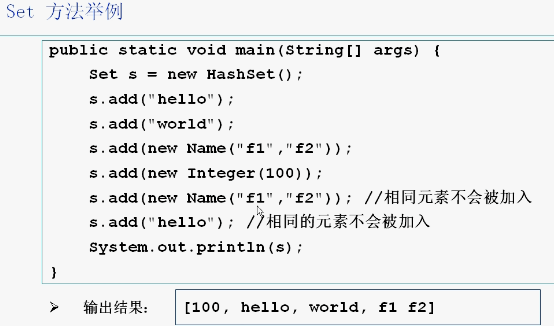 Set 方法举例
public static void main(String[] args) {
Set s = new HashSet();
s.add("hello");
s.add("world");
s.add(new Name("f1","f2"));
s.add(new Integer(100));
s.add(new Name("f1","f2")); //相同元素不会被加入
s.add("hello"); //相同的元素不会被加入
System.out.println(s);
}
➢ 输出结果： [100, hello, world, f1 f2]